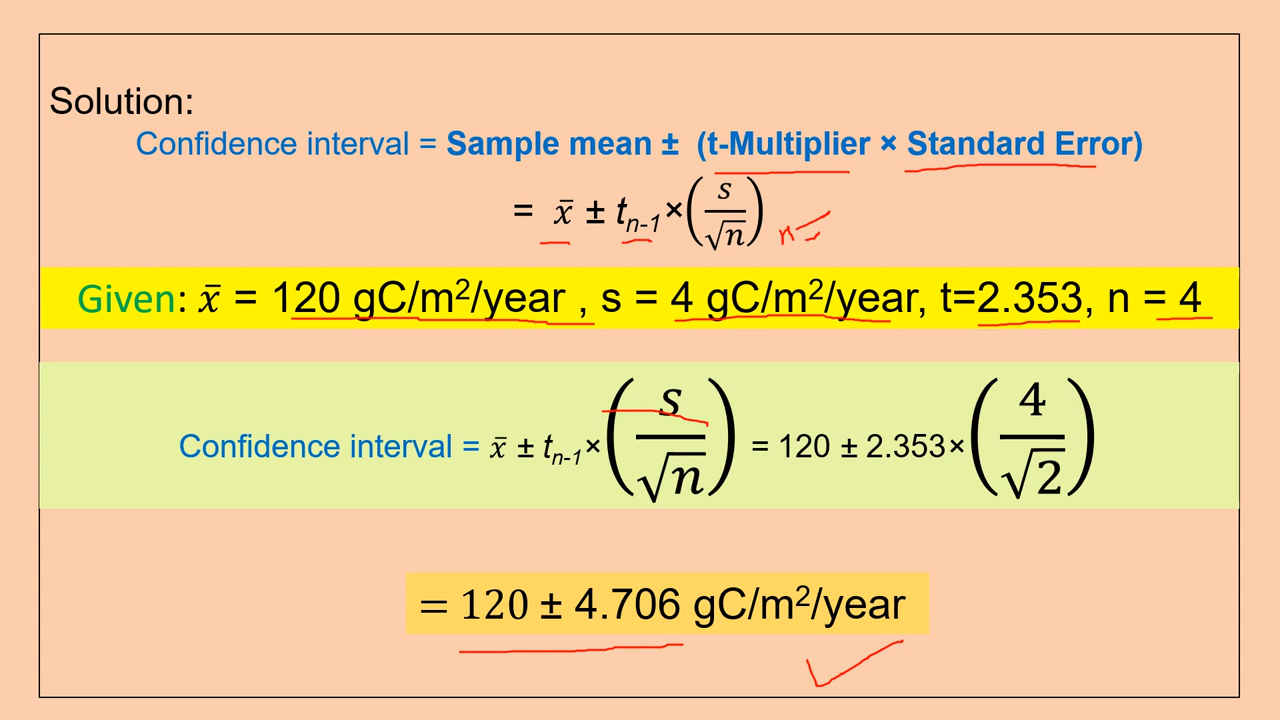 Solution:
Confidence interval = Sample mean ± (t-Multiplier × Standard Error)
= x̄ ± tₙ₋₁×(s/√n) n=
Given: x̄ = 120 gC/m²/year , s = 4 gC/m²/year, t=2.353, n = 4
Confidence interval = x̄ ± tₙ₋₁×(s/√n) = 120 ± 2.353×(4/√2)
= 120 ± 4.706 gC/m²/year